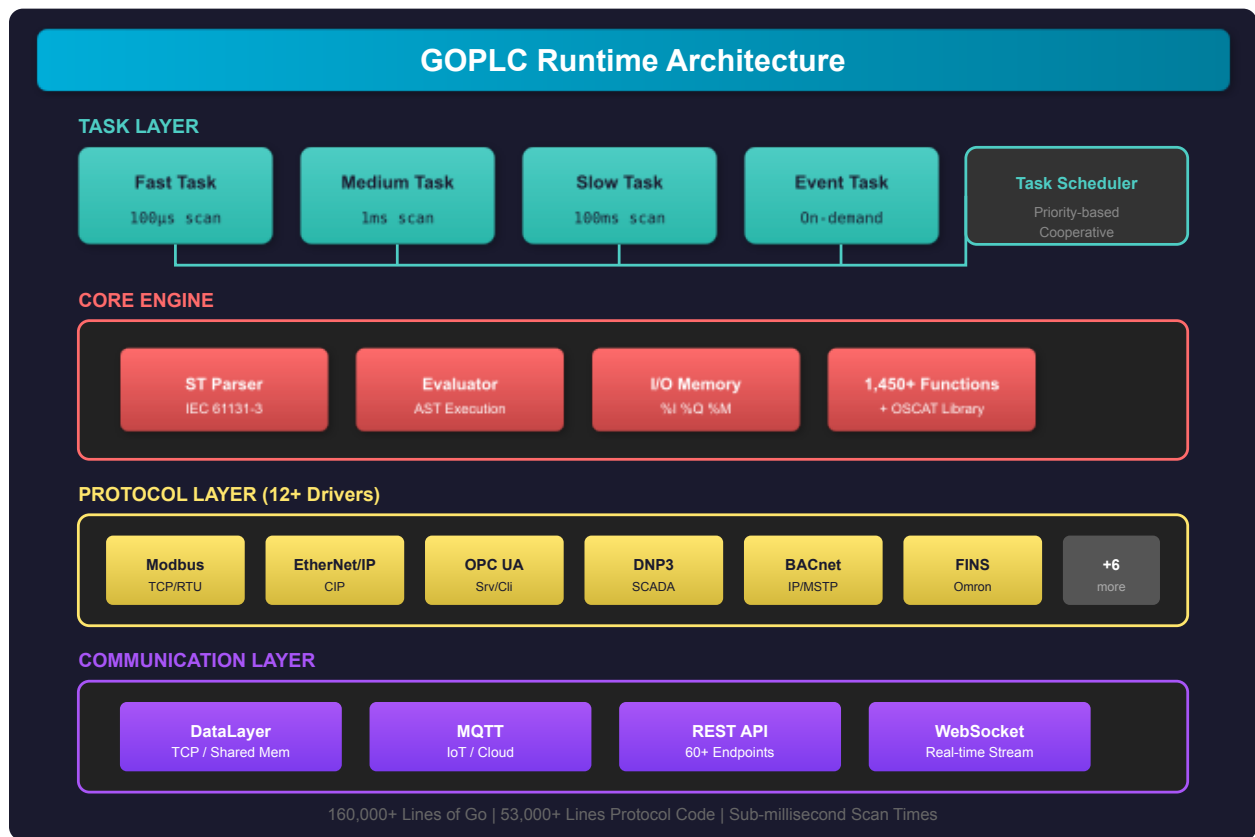 GOPLC Runtime Architecture
TASK LAYER
Fast Task
100µs scan
Medium Task
1ms scan
Slow Task
100ms scan
Event Task
On-demand
Task Scheduler
Priority-based
Cooperative
CORE ENGINE
ST Parser
IEC 61131-3
Evaluator
AST Execution
I/O Memory
%I %Q %M
1,450+ Functions
+ OSCAT Library
PROTOCOL LAYER (12+ Drivers)
Modbus
TCP/RTU
EtherNet/IP
CIP
OPC UA
Srv/Cli
DNP3
SCADA
BACnet
IP/MSTP
FINS
Omron
+6
more
COMMUNICATION LAYER
DataLayer
TCP / Shared Mem
MQTT
IoT / Cloud
REST API
60+ Endpoints
WebSocket
Real-time Stream
160,000+ Lines of Go | 53,000+ Lines Protocol Code | Sub-millisecond Scan Times